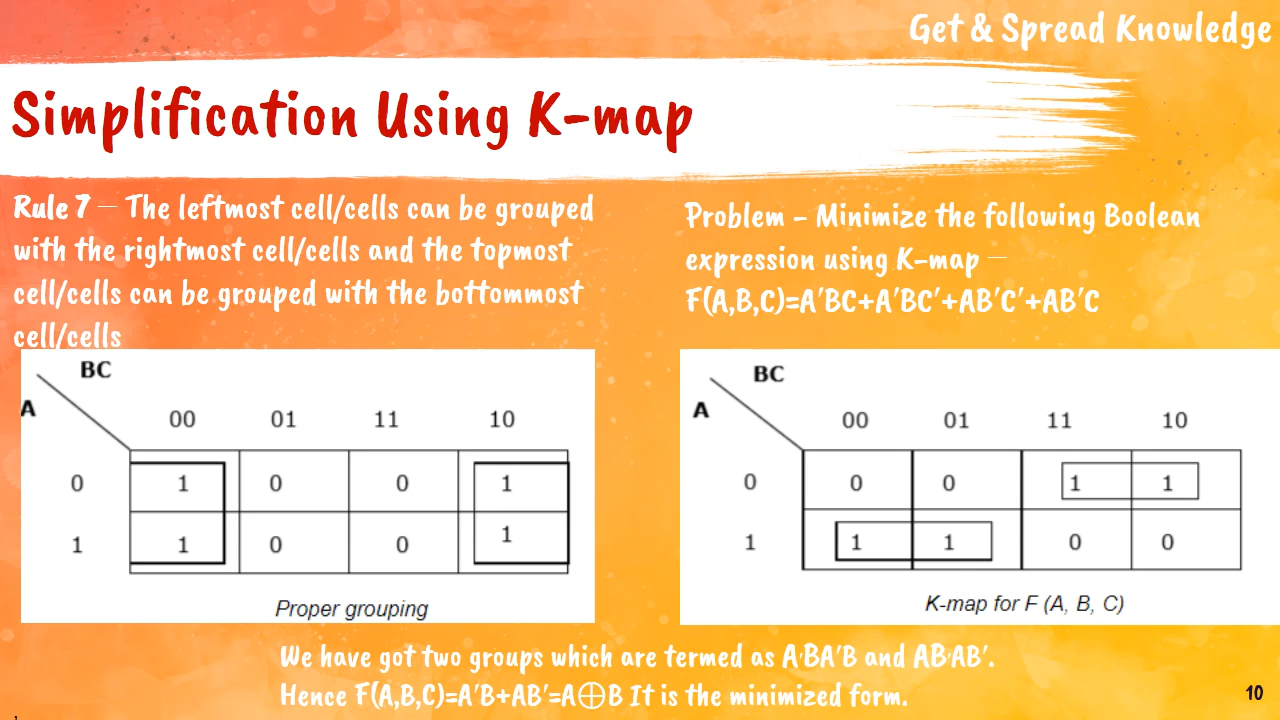 Get & Spread Knowledge
Simplification Using K-map
Rule 7 — The leftmost cell/cells can be grouped
with the rightmost cell/cells and the topmost
cell/cells can be grouped with the bottommost
cell/cells
BC
A
00 01 11 10
0 1 0 0 1
1 1 0 0 1
Proper grouping
Problem - Minimize the following Boolean
expression using K-map —
F(A,B,C)=A′BC+A′BC′+AB′C′+AB′C
BC
A
00 01 11 10
0 0 0 1 1
1 1 1 0 0
K-map for F (A, B, C)
We have got two groups which are termed as A′BA′B and AB′AB′.
Hence F(A,B,C)=A′B+AB′=A⊕B It is the minimized form.
10
,